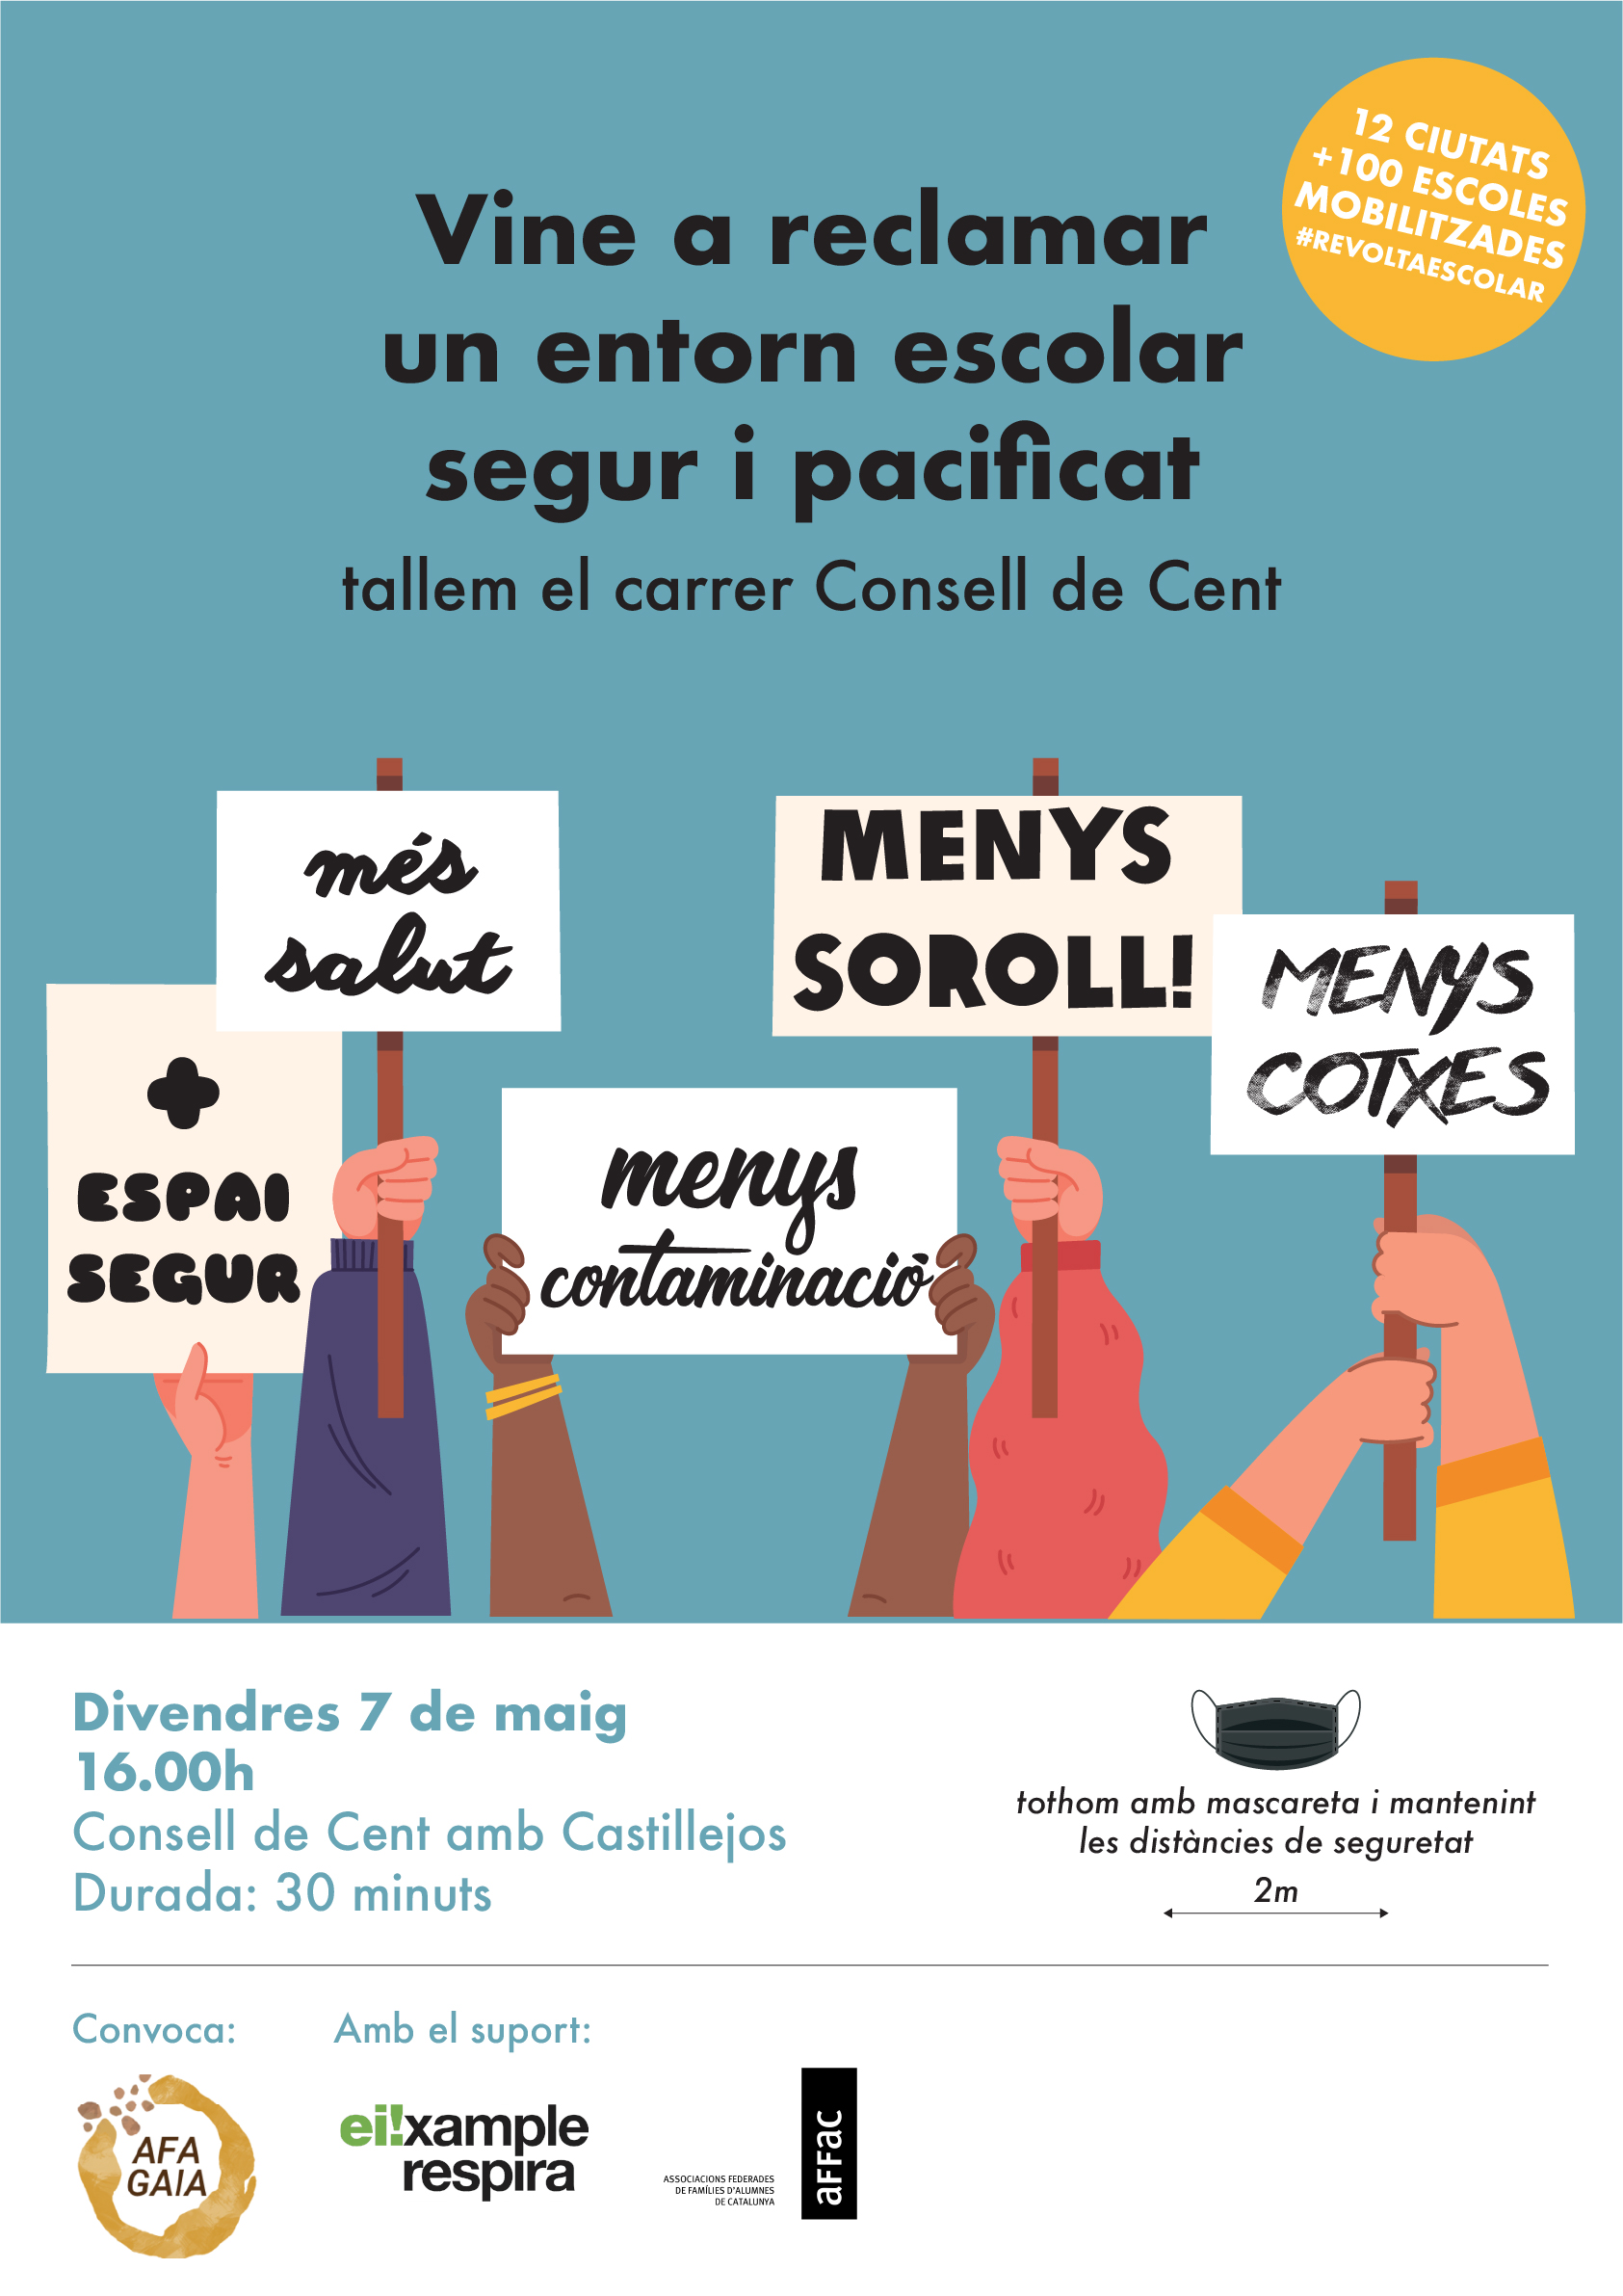 12 CIUTATS
+100 ESCOLES
MOBILITZADES
#REVOLTAESCOLAR
Vine a reclamar
un entorn escolar
segur i pacificat
tallem el carrer Consell de Cent
més
salut
MENYS
SOROLL!
MENYS
COTXES
+
ESPAI
SEGUR
menys
contaminaciò
Divendres 7 de maig
16.00h
Consell de Cent amb Castillejos
Durada: 30 minuts
tothom amb mascareta i mantenint
les distàncies de seguretat
2m
Convoca:
Amb el suport:
AFA
GAIA
ei!xample
respira
ASSOCIACIONS FEDERADES
DE FAMÍLIES D'ALUMNES
DE CATALUNYA
aFFac